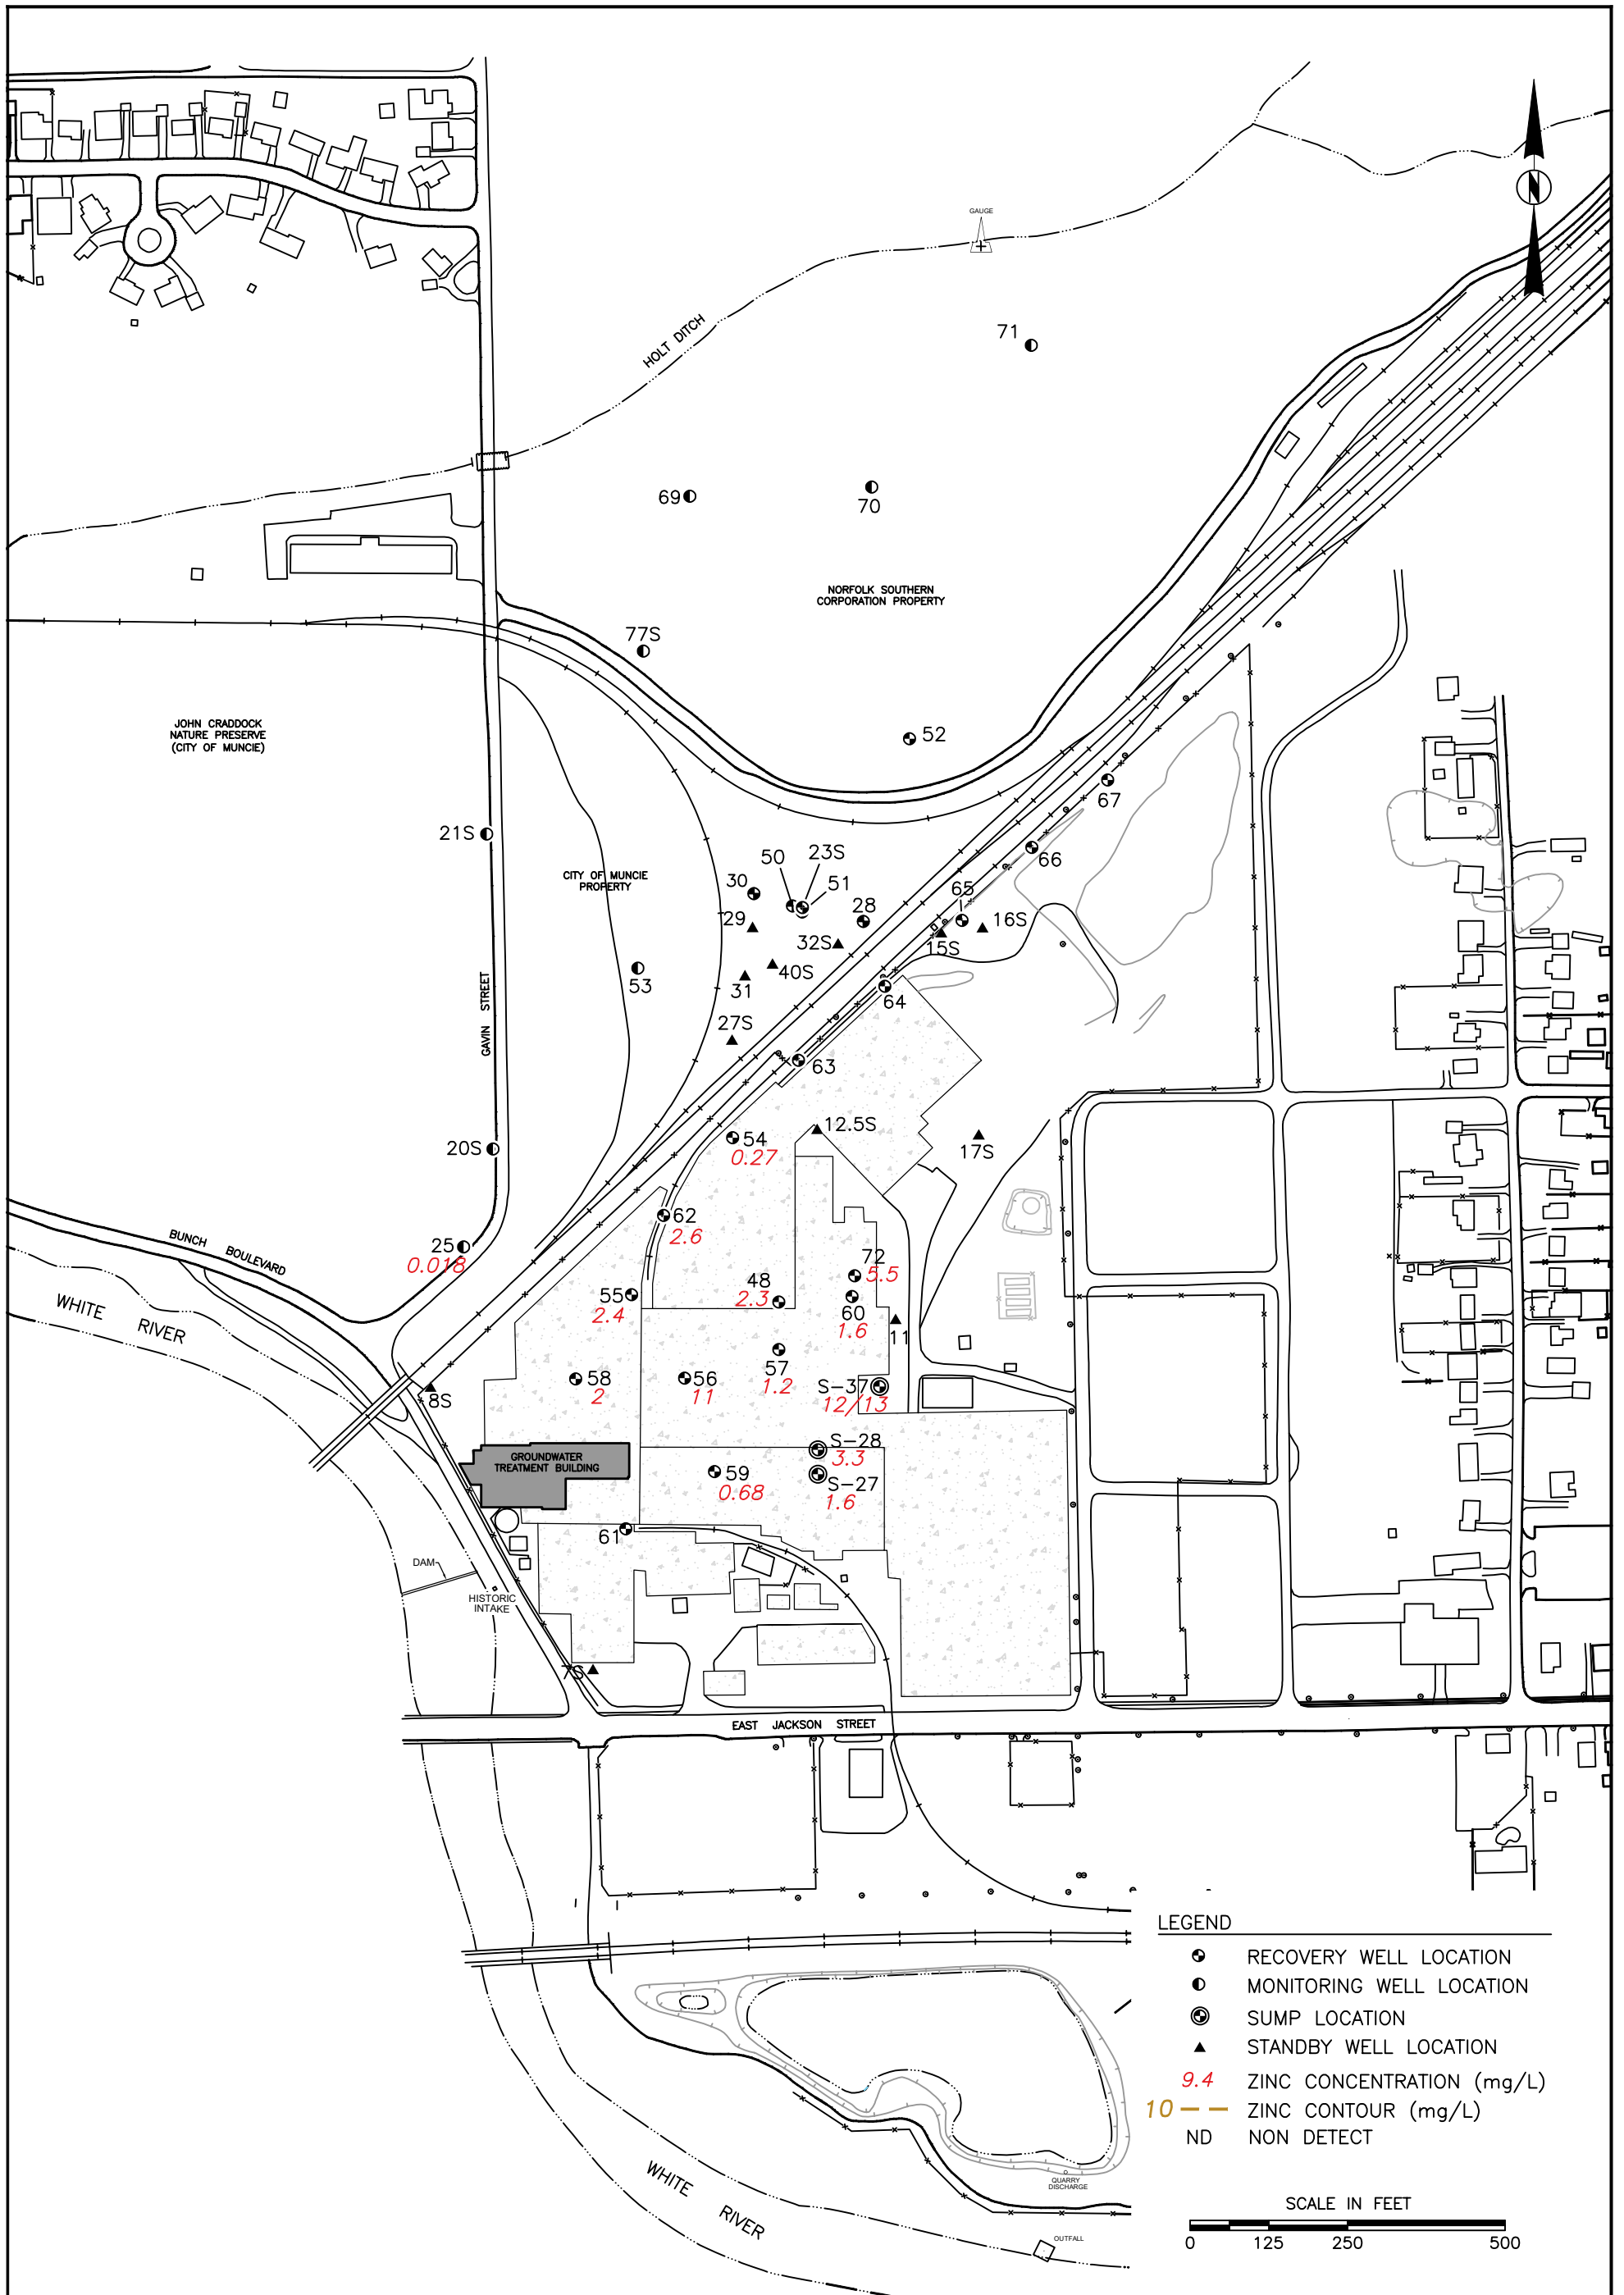 GAUGE
N
HOLT DITCH
71
69
70
NORFOLK SOUTHERN
CORPORATION PROPERTY
77S
JOHN CRADDOCK
NATURE PRESERVE
(CITY OF MUNCIE)
52
67
21S
66
50
23S
51
CITY OF MUNCIE
PROPERTY
30
29
28
65
16S
32S
15S
40S
53
31
64
GAVIN STREET
27S
63
12.5S
54
0.27
17S
20S
62
2.6
BUNCH BOULEVARD
25
0.018
72
5.5
48
2.3
55
2.4
60
1.6
11
WHITE RIVER
57
1.2
58
2
56
11
S-37
12/13
8S
S-28
3.3
GROUNDWATER
TREATMENT BUILDING
59
0.68
S-27
1.6
61
DAM
HISTORIC
INTAKE
7S
EAST JACKSON STREET
LEGEND
RECOVERY WELL LOCATION
MONITORING WELL LOCATION
SUMP LOCATION
STANDBY WELL LOCATION
9.4 ZINC CONCENTRATION (mg/L)
10 — — ZINC CONTOUR (mg/L)
ND NON DETECT
QUARRY
DISCHARGE
WHITE RIVER
OUTFALL
SCALE IN FEET
0 125 250 500